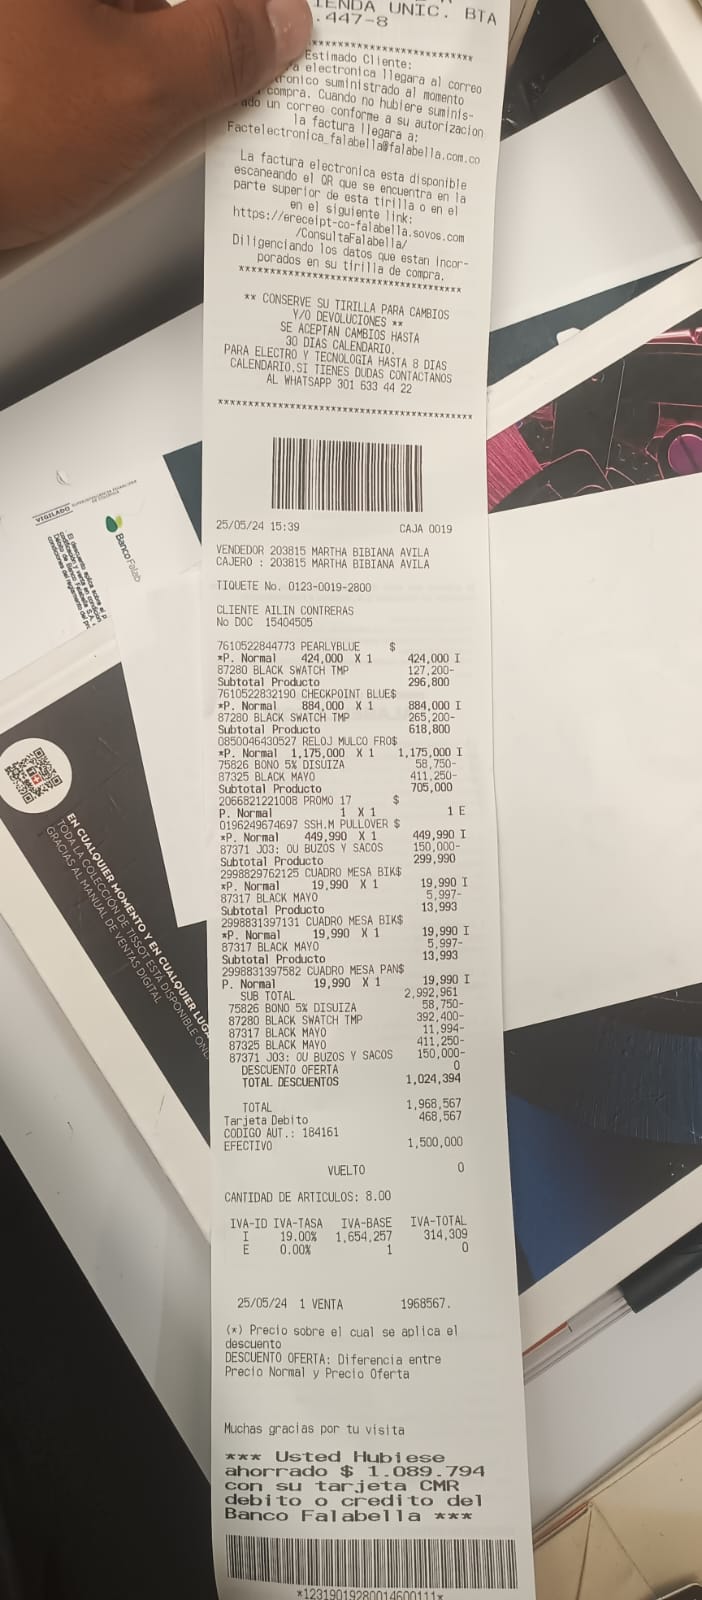 IENDA UNIC. BTA
.447-8
*************************
Estimado Cliente:
a electronica llegara al correo
tronico suministrado al momento
compra. Cuando no hubiere suminis-
ado un correo conforme a su autorizacion
la factura llegara a:
Factelectronica_falabella@falabella.com.co
La factura electronica esta disponible
escaneando el QR que se encuentra en la
parte superior de esta tirilla o en el
en el siguiente link:
https://ereceipt-co-falabella.sovos.com
/ConsultaFalabella/
Diligenciando los datos que estan incor-
porados en su tirilla de compra.
**********************************
** CONSERVE SU TIRILLA PARA CAMBIOS
Y/O DEVOLUCIONES **
SE ACEPTAN CAMBIOS HASTA
30 DIAS CALENDARIO.
PARA ELECTRO Y TECNOLOGIA HASTA 8 DIAS
CALENDARIO.SI TIENES DUDAS CONTACTANOS
AL WHATSAPP 301 633 44 22
***************************************
25/05/24 15:39 CAJA 0019
VENDEDOR 203815 MARTHA BIBIANA AVILA
CAJERO : 203815 MARTHA BIBIANA AVILA
TIQUETE No. 0123-0019-2800
CLIENTE AILIN CONTRERAS
No DOC 15404505
7610522844773 PEARLYBLUE $
*P. Normal 424,000 X 1 424,000 I
87280 BLACK SWATCH TMP 127,200-
Subtotal Producto 296,800
7610522832190 CHECKPOINT BLUE$
*P. Normal 884,000 X 1 884,000 I
87280 BLACK SWATCH TMP 265,200-
Subtotal Producto 618,800
0850046430527 RELOJ MULCO FRO$
*P. Normal 1,175,000 X 1 1,175,000 I
75826 BONO 5% DISUIZA 58,750-
87325 BLACK MAYO 411,250-
Subtotal Producto 705,000
2066821221008 PROMO 17 $
P. Normal 1 X 1 1 E
0196249674697 SSH.M PULLOVER $
*P. Normal 449,990 X 1 449,990 I
87371 JO3: OU BUZOS Y SACOS 150,000-
Subtotal Producto 299,990
2998829762125 CUADRO MESA BIK$
*P. Normal 19,990 X 1 19,990 I
87317 BLACK MAYO 5,997-
Subtotal Producto 13,993
2998831397131 CUADRO MESA BIK$
*P. Normal 19,990 X 1 19,990 I
87317 BLACK MAYO 5,997-
Subtotal Producto 13,993
2998831397582 CUADRO MESA PAN$
P. Normal 19,990 X 1 19,990 I
SUB TOTAL 2,992,961
75826 BONO 5% DISUIZA 58,750-
87280 BLACK SWATCH TMP 392,400-
87317 BLACK MAYO 11,994-
87325 BLACK MAYO 411,250-
87371 JO3: OU BUZOS Y SACOS 150,000-
DESCUENTO OFERTA 0
TOTAL DESCUENTOS 1,024,394
TOTAL 1,968,567
Tarjeta Debito 468,567
CODIGO AUT.: 184161
EFECTIVO 1,500,000
VUELTO 0
CANTIDAD DE ARTICULOS: 8.00
IVA-ID IVA-TASA IVA-BASE IVA-TOTAL
I 19.00% 1,654,257 314,309
E 0.00% 1 0
25/05/24 1 VENTA 1968567.
(*) Precio sobre el cual se aplica el
descuento
DESCUENTO OFERTA: Diferencia entre
Precio Normal y Precio Oferta
Muchas gracias por tu visita
*** Usted Hubiese
ahorrado $ 1.089.794
con su tarjeta CMR
debito o credito del
Banco Falabella ***
*12319019280014600111*
VIGILADO
Banco Falab
EN CUALQUIER MOMENTO Y EN CUALQUIER LUGA
TODA LA COLECCIÓN DE TISSOT ESTÁ DISPONIBLE ONL
GRACIAS AL MANUAL DE VENTAS DIGITAL